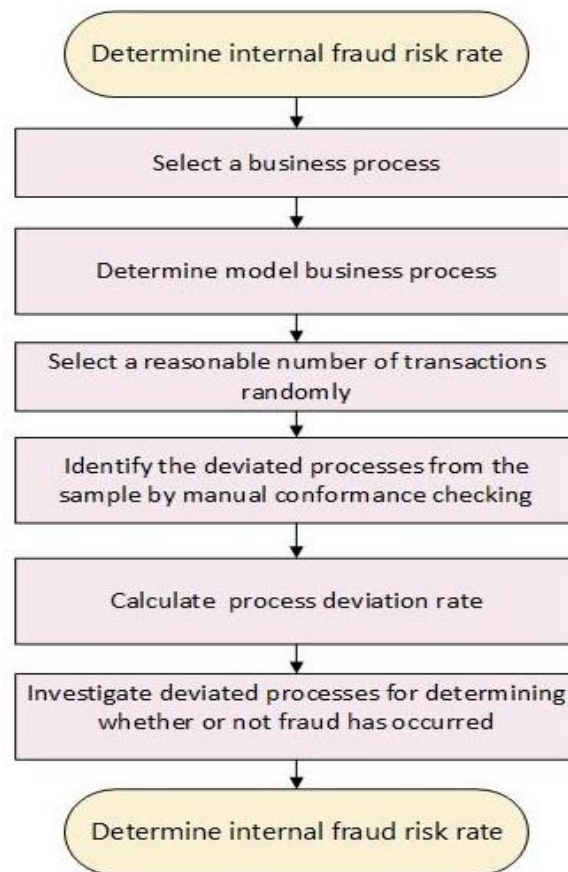 Determine internal fraud risk rate
Select a business process
Determine model business process
Select a reasonable number of transactions
randomly
Identify the deviated processes from the
sample by manual conformance checking
Calculate process deviation rate
Investigate deviated processes for determining
whether or not fraud has occurred
Determine internal fraud risk rate